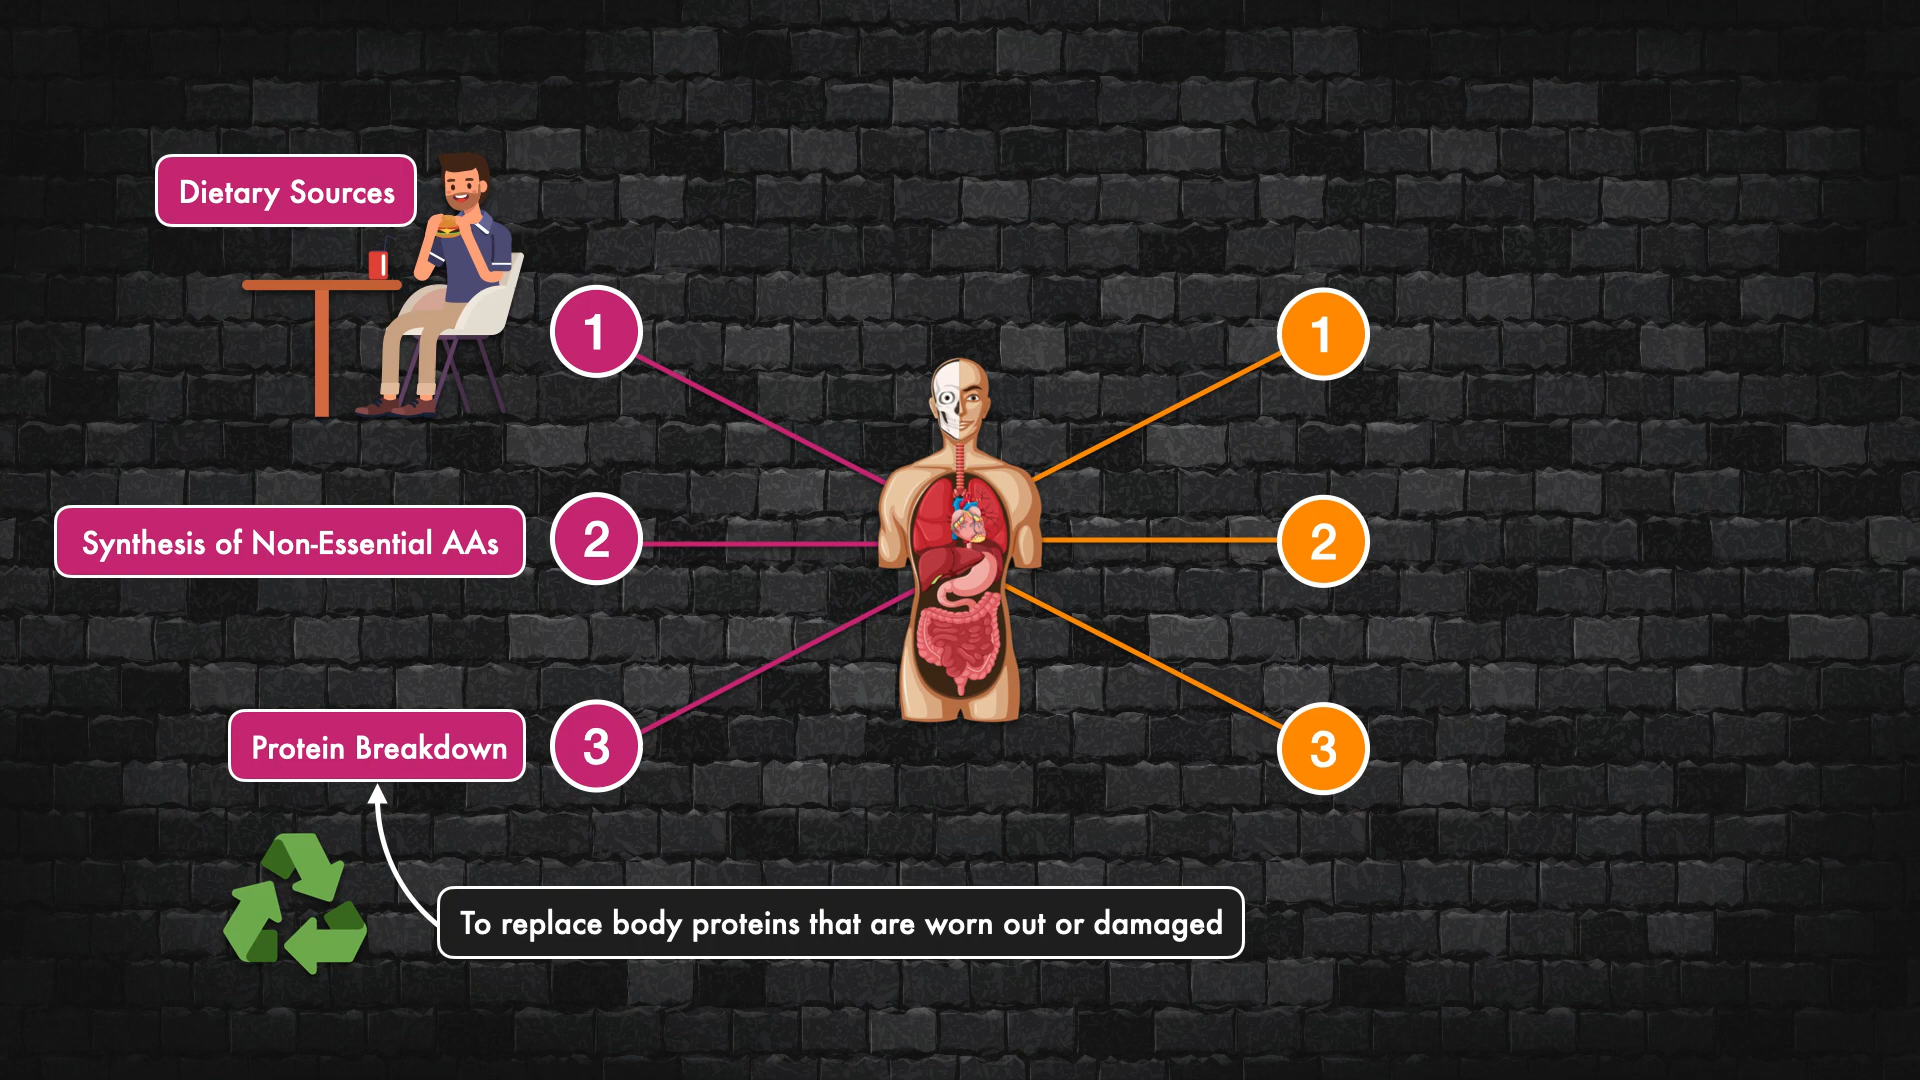 Dietary Sources
1
1
Synthesis of Non-Essential AAs
2
2
Protein Breakdown
3
3
To replace body proteins that are worn out or damaged